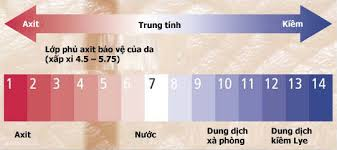 Axit Trung tính Kiềm
Lớp phủ axit bảo vệ của da
(xấp xỉ 4.5 – 5.75)
1 2 3 4 5 6 7 8 9 10 11 12 13 14
Axit Nước Dung dịch Dung dịch
xà phòng kiềm Lye